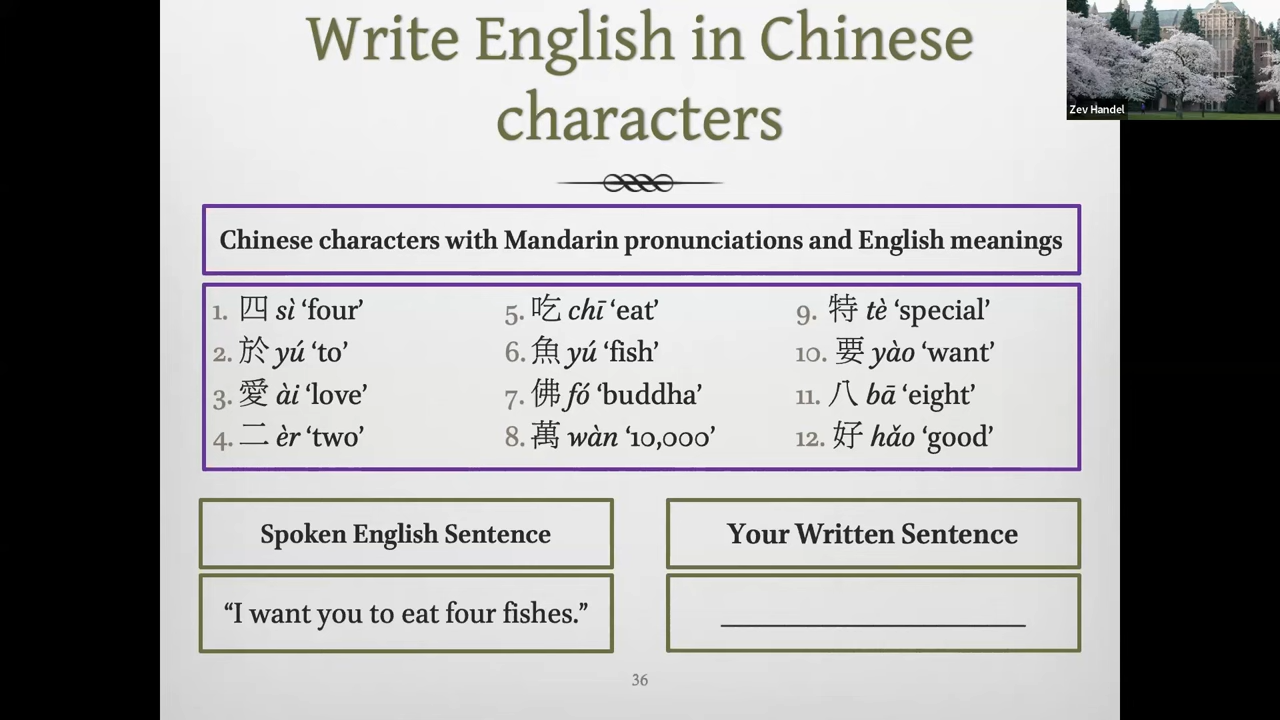 Write English in Chinese
characters
Zev Handel
Chinese characters with Mandarin pronunciations and English meanings
1. 四 sì ‘four’
2. 於 yú ‘to’
3. 愛 ài ‘love’
4. 二 èr ‘two’
5. 吃 chī ‘eat’
6. 魚 yú ‘fish’
7. 佛 fó ‘buddha’
8. 萬 wàn ‘10,000’
9. 特 tè ‘special’
10. 要 yào ‘want’
11. 八 bā ‘eight’
12. 好 hǎo ‘good’
Spoken English Sentence
“I want you to eat four fishes.”
Your Written Sentence
36